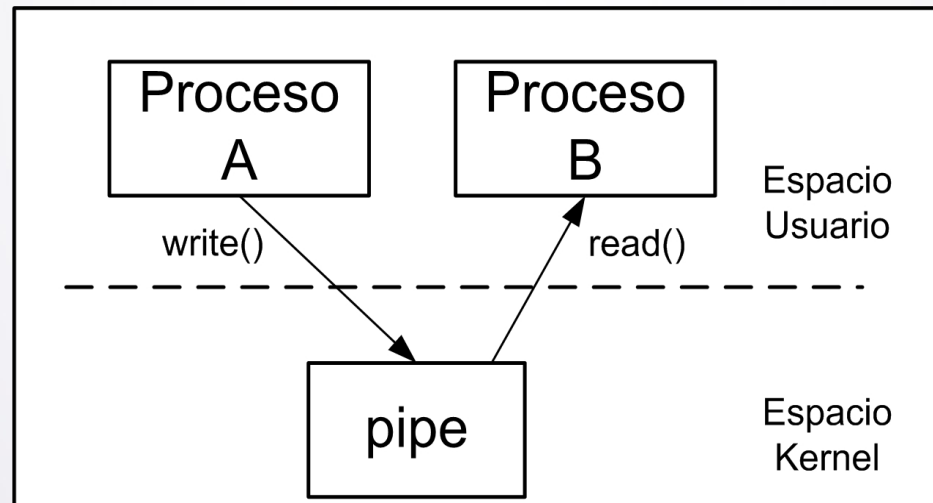 Proceso
A
Proceso
B
Espacio
Usuario
write()
read()
pipe
Espacio
Kernel